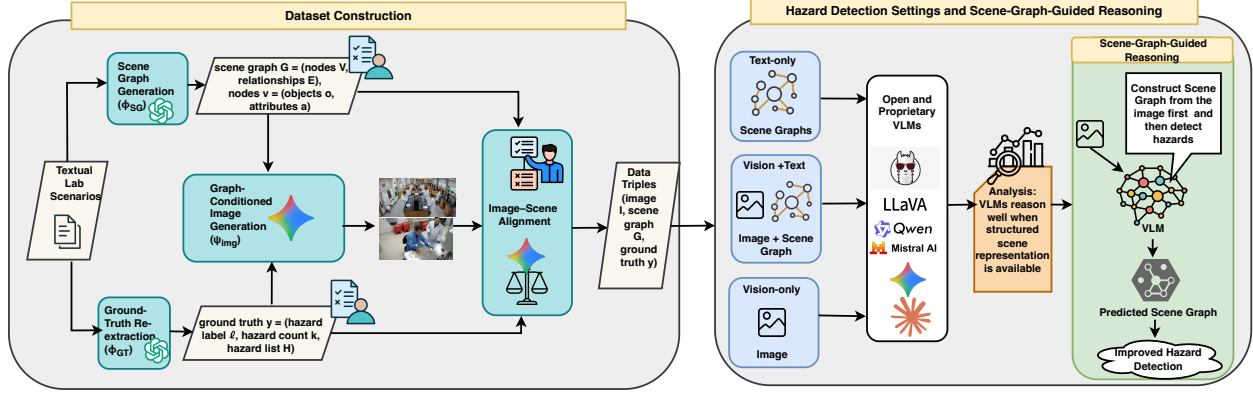 Dataset Construction
Scene
Graph
Generation
(ΦSG)
scene graph G = (nodes V,
relationships E),
nodes v = (objects o,
attributes a)
Textual
Lab
Scenarios
Graph-
Conditioned
Image
Generation
(Ψimg)
Ground-
Truth Re-
extraction
(ΦGT)
ground truth y = (hazard
label ℓ, hazard count k,
hazard list H)
Image–Scene
Alignment
Data
Triples
(image
I, scene
graph
G,
ground
truth y)
Hazard Detection Settings and Scene-Graph-Guided Reasoning
Text-only
Scene Graphs
Vision +Text
Image + Scene
Graph
Vision-only
Image
Open and
Proprietary
VLMs
LLaVA
Qwen
Mistral AI
Analysis:
VLMs reason
well when
structured
scene
representation
is available
Scene-Graph-Guided
Reasoning
Construct Scene
Graph from the
image first and
then detect
hazards
VLM
Predicted Scene Graph
Improved Hazard
Detection